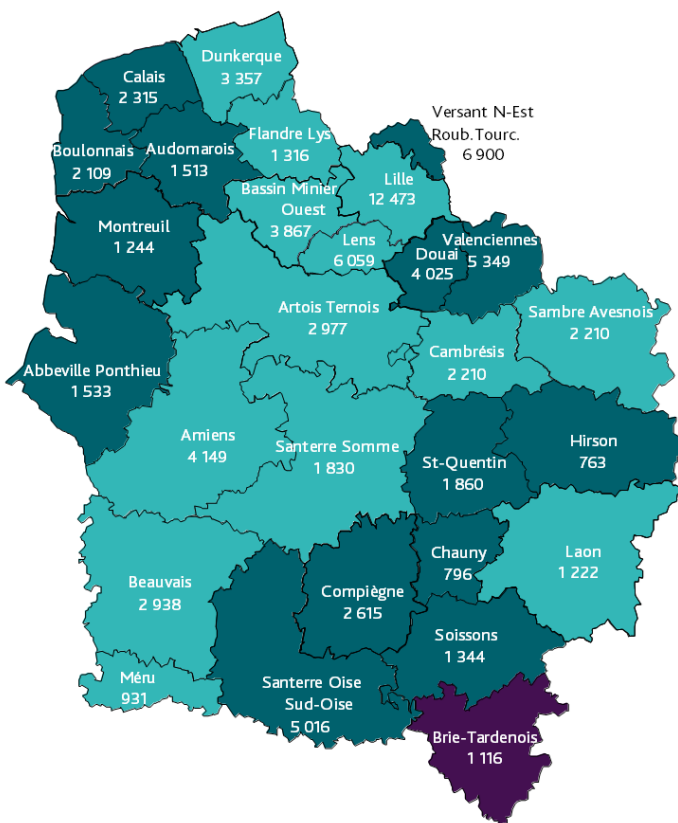 Dunkerque
3 357
Calais
2 315
Versant N-Est
Roub.Tourc.
6 900
Flandre Lys
1 316
Boulonnais
2 109
Audomarois
1 513
Lille
12 473
Bassin Minier
Ouest
3 867
Montreuil
1 244
Lens
6 059
Douai
4 025
Valenciennes
5 349
Artois Ternois
2 977
Sambre Avesnois
2 210
Cambrésis
2 210
Abbeville Ponthieu
1 533
Amiens
4 149
Santerre Somme
1 830
St-Quentin
1 860
Hirson
763
Chauny
796
Laon
1 222
Beauvais
2 938
Compiègne
2 615
Soissons
1 344
Méru
931
Santerre Oise
Sud-Oise
5 016
Brie-Tardenois
1 116